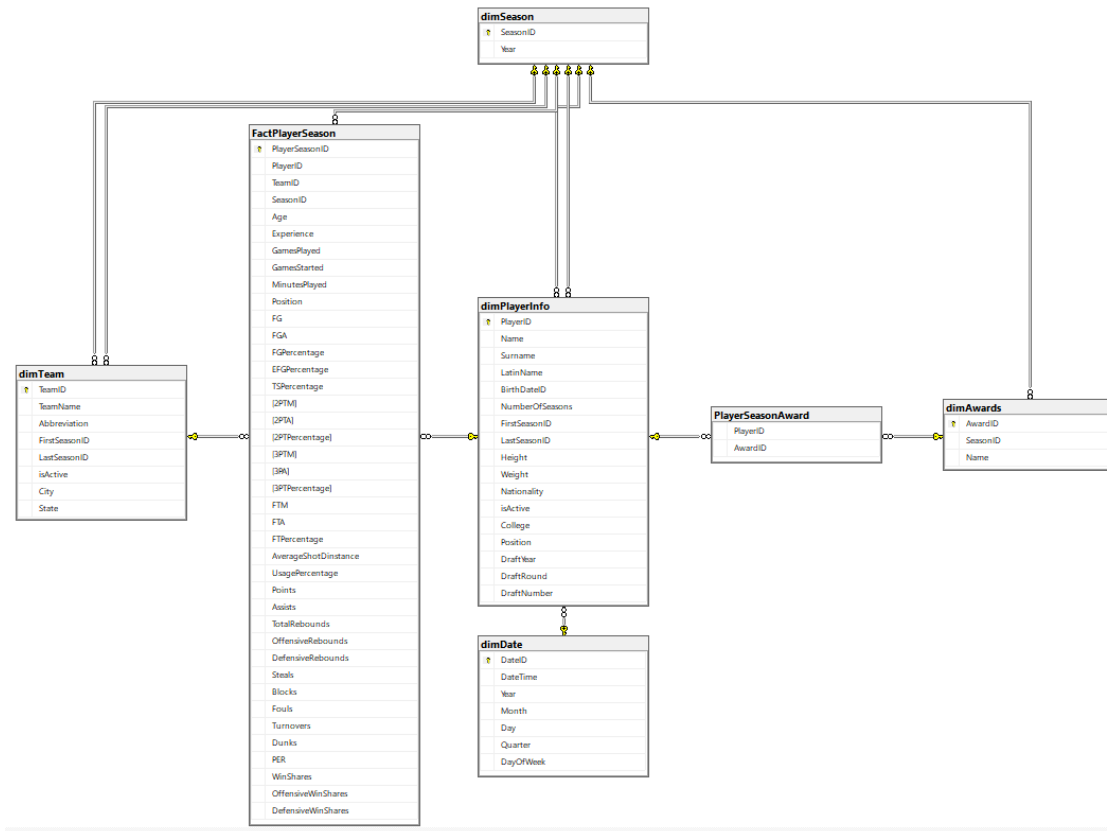 dimSeason
SeasonID
Year
FactPlayerSeason
PlayerSeasonID
PlayerID
TeamID
SeasonID
Age
Experience
GamesPlayed
GamesStarted
MinutesPlayed
Position
FG
FGA
FGPercentage
EFGPercentage
TSPercentage
[2PTM]
[2PTA]
[2PTPercentage]
[3PTM]
[3PA]
[3PTPercentage]
FTM
FTA
FTPercentage
AverageShotDinstance
UsagePercentage
Points
Assists
TotalRebounds
OffensiveRebounds
DefensiveRebounds
Steals
Blocks
Fouls
Turnovers
Dunks
PER
WinShares
OffensiveWinShares
DefensiveWinShares
dimTeam
TeamID
TeamName
Abbreviation
FirstSeasonID
LastSeasonID
isActive
City
State
dimPlayerInfo
PlayerID
Name
Surname
LatinName
BirthDateID
NumberOfSeasons
FirstSeasonID
LastSeasonID
Height
Weight
Nationality
isActive
College
Position
DraftYear
DraftRound
DraftNumber
PlayerSeasonAward
PlayerID
AwardID
dimAwards
AwardID
SeasonID
Name
dimDate
DateID
DateTime
Year
Month
Day
Quarter
DayOfWeek